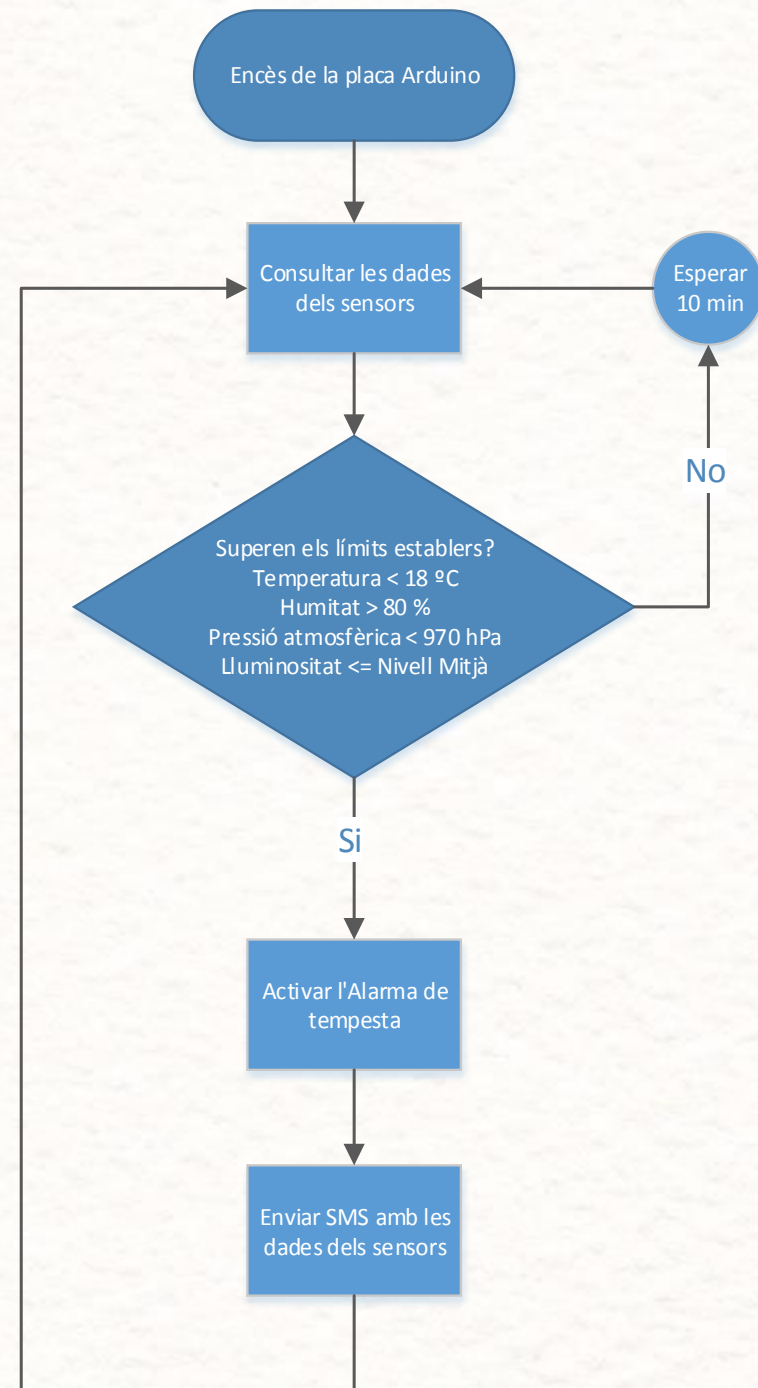 Encès de la placa Arduino
Consultar les dades
dels sensors
Esperar
10 min
No
Superen els límits establers?
Temperatura < 18 ºC
Humitat > 80 %
Pressió atmosfèrica < 970 hPa
Lluminositat <= Nivell Mitjà
Si
Activar l'Alarma de
tempesta
Enviar SMS amb les
dades dels sensors